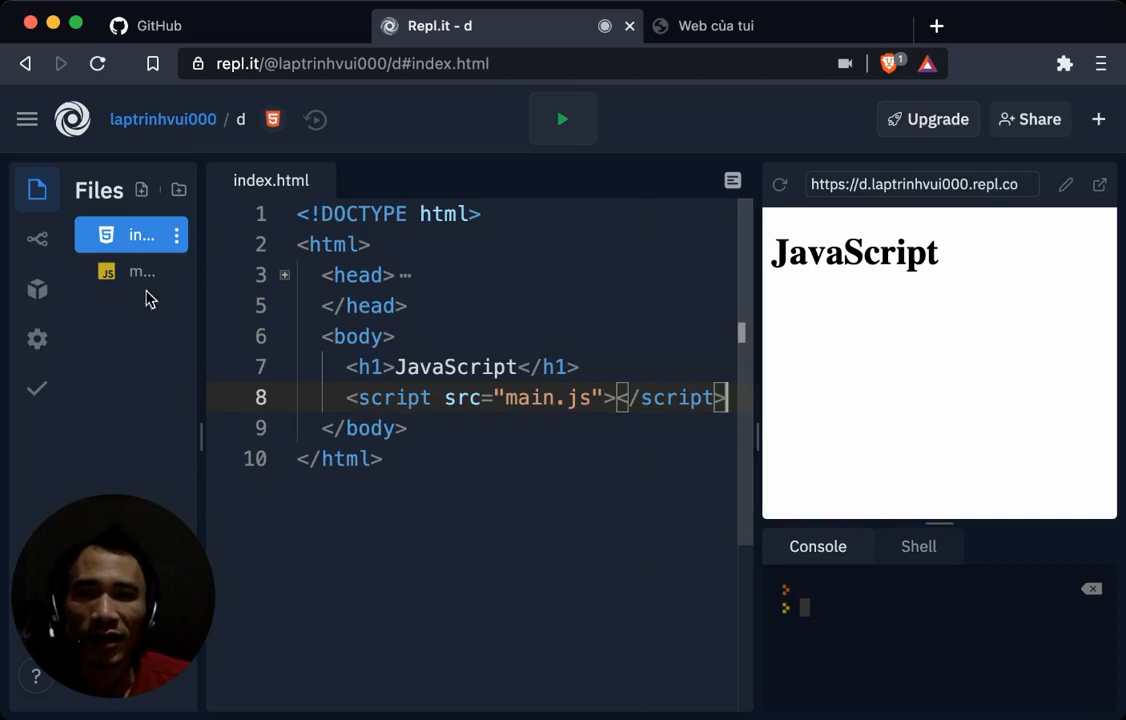 GitHub
Repl.it - d
Web của tui
repl.it/@laptrinhvui000/d#index.html
1
laptrinhvui000 / d
Upgrade
Share
Files
in...
JS m...
index.html
1 <!DOCTYPE html>
2 <html>
3 <head>
5 </head>
6 <body>
7 <h1>JavaScript</h1>
8 <script src="main.js"></script>
9 </body>
10 </html>
https://d.laptrinhvui000.repl.co
JavaScript
Console
Shell
?